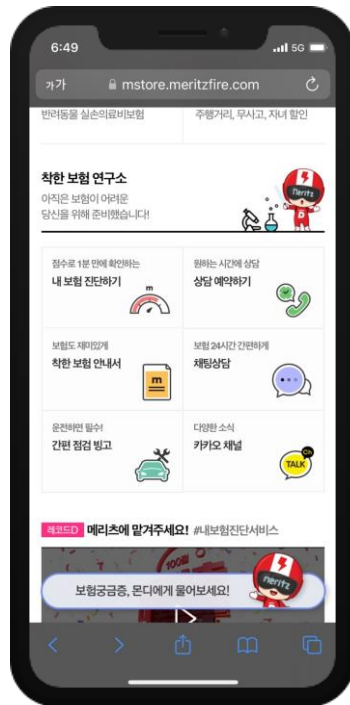 6:49
5G
가가 mstore.meritzfire.com
반려동물 실손의료비보험
주행거리, 무사고, 자녀 할인
착한 보험 연구소
아직은 보험이 어려운
당신을 위해 준비했습니다!
meritz
점수로 1분 만에 확인하는
내 보험 진단하기
m
원하는 시간에 상담
상담 예약하기
보험도 재미있게
착한 보험 안내서
m
보험 24시간 간편하게
채팅상담
운전하면 필수!
간편 점검 빙고
다양한 소식
카카오 채널
Ch
TALK
레코드D 메리츠에 맡겨주세요! #내보험진단서비스
보험궁금증, 몬디에게 물어보세요!
meritz